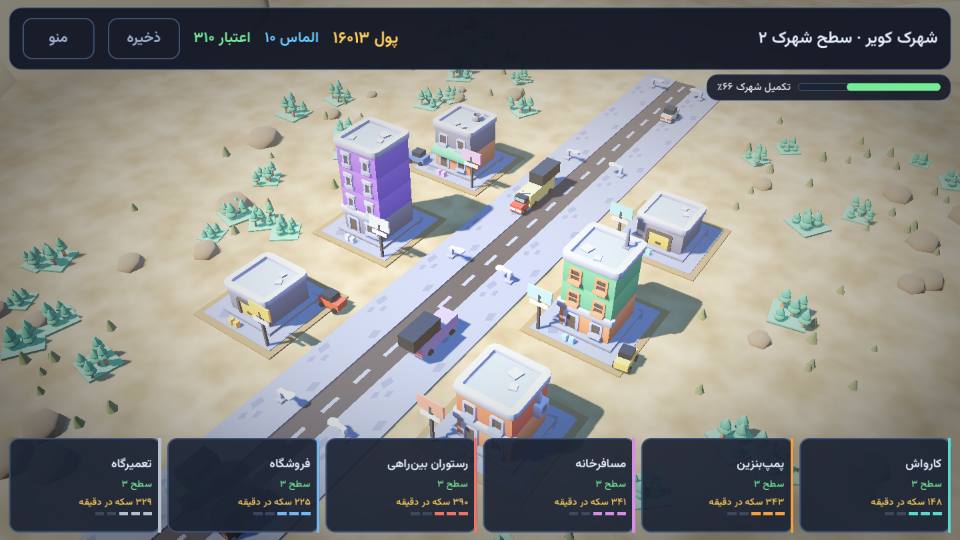 شهرک کویر · سطح شهرک ۲
پول ۱۶۰۱۳
الماس ۱۰
اعتبار ۳۱۰
ذخیره
منو
تکمیل شهرک ۶۶٪
کارواش
سطح ۳
۱۴۸ سکه در دقیقه
پمپ‌بنزین
سطح ۳
۳۴۳ سکه در دقیقه
مسافرخانه
سطح ۳
۳۴۱ سکه در دقیقه
رستوران بین‌راهی
سطح ۳
۳۹۰ سکه در دقیقه
فروشگاه
سطح ۳
۲۲۵ سکه در دقیقه
تعمیرگاه
سطح ۳
۳۲۹ سکه در دقیقه